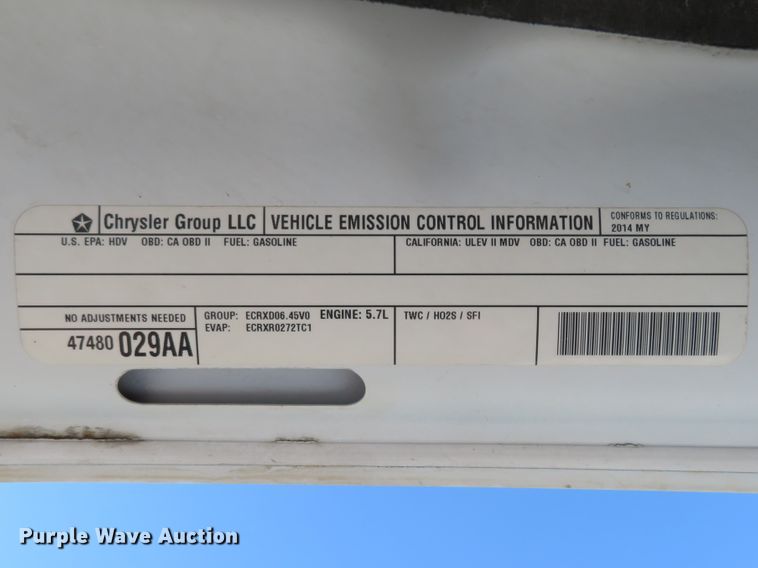 Chrysler Group LLC VEHICLE EMISSION CONTROL INFORMATION CONFORMS TO REGULATIONS:
2014 MY
U.S. EPA: HDV OBD: CA OBD II FUEL: GASOLINE CALIFORNIA: ULEV II MDV OBD: CA OBD II FUEL: GASOLINE
NO ADJUSTMENTS NEEDED
47480 029AA
GROUP: ECRXD06.45V0 ENGINE: 5.7L
EVAP: ECRXR0272TC1
TWC / HO2S / SFI
Purple Wave Auction